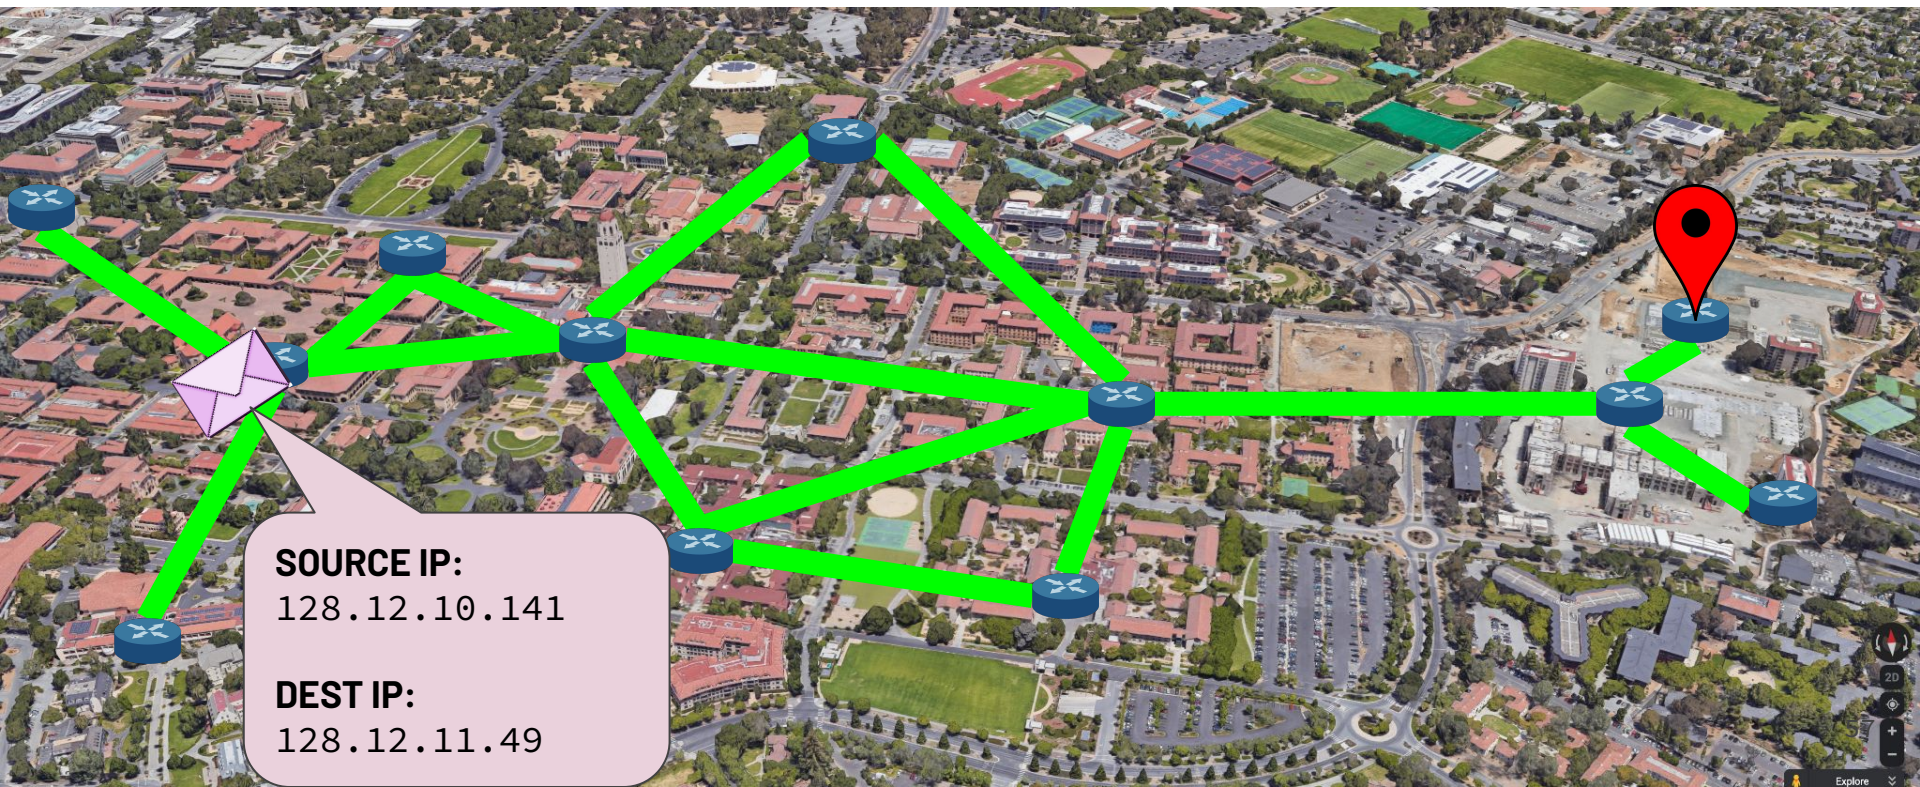 SOURCE IP:
128.12.10.141
DEST IP:
128.12.11.49
2D
+
−
Explore